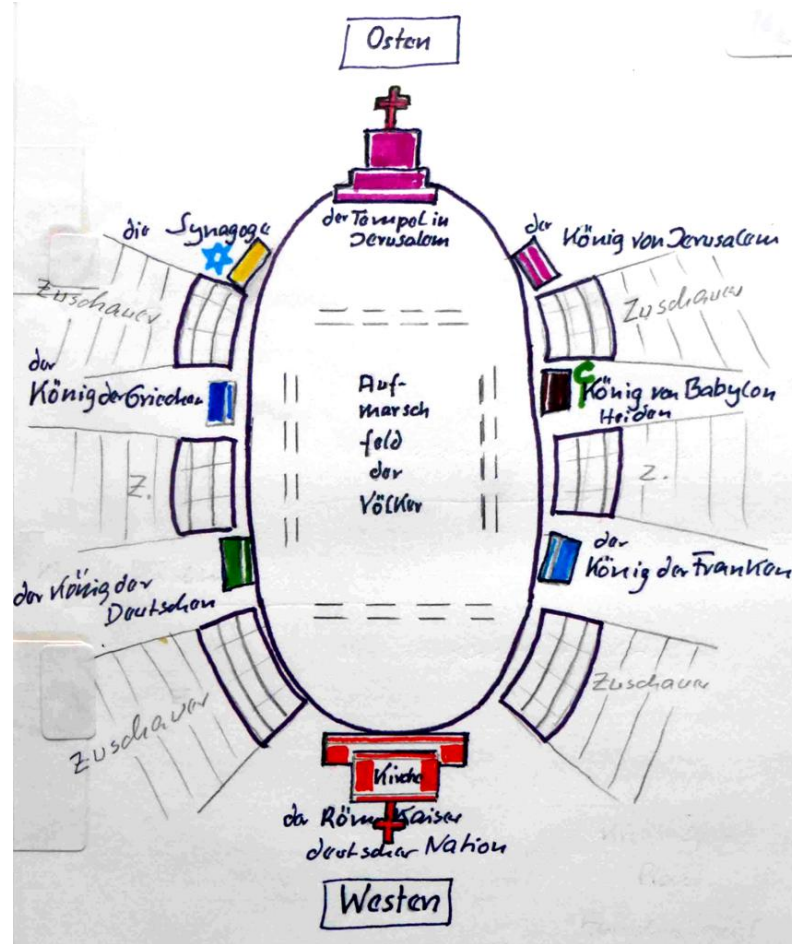 Osten
der Tempel in
Jerusalem
die Synagoge
der
König von Jerusalem
Zuschauer
Zuschauer
der
König der Griechen
König von Babylon
Heiden
Auf-
marsch
feld
der
Völker
Z.
Z.
der König der
Deutschen
der
König der Franken
Zuschauer
Zuschauer
Kirche
der Röm. Kaiser
deutscher Nation
Westen